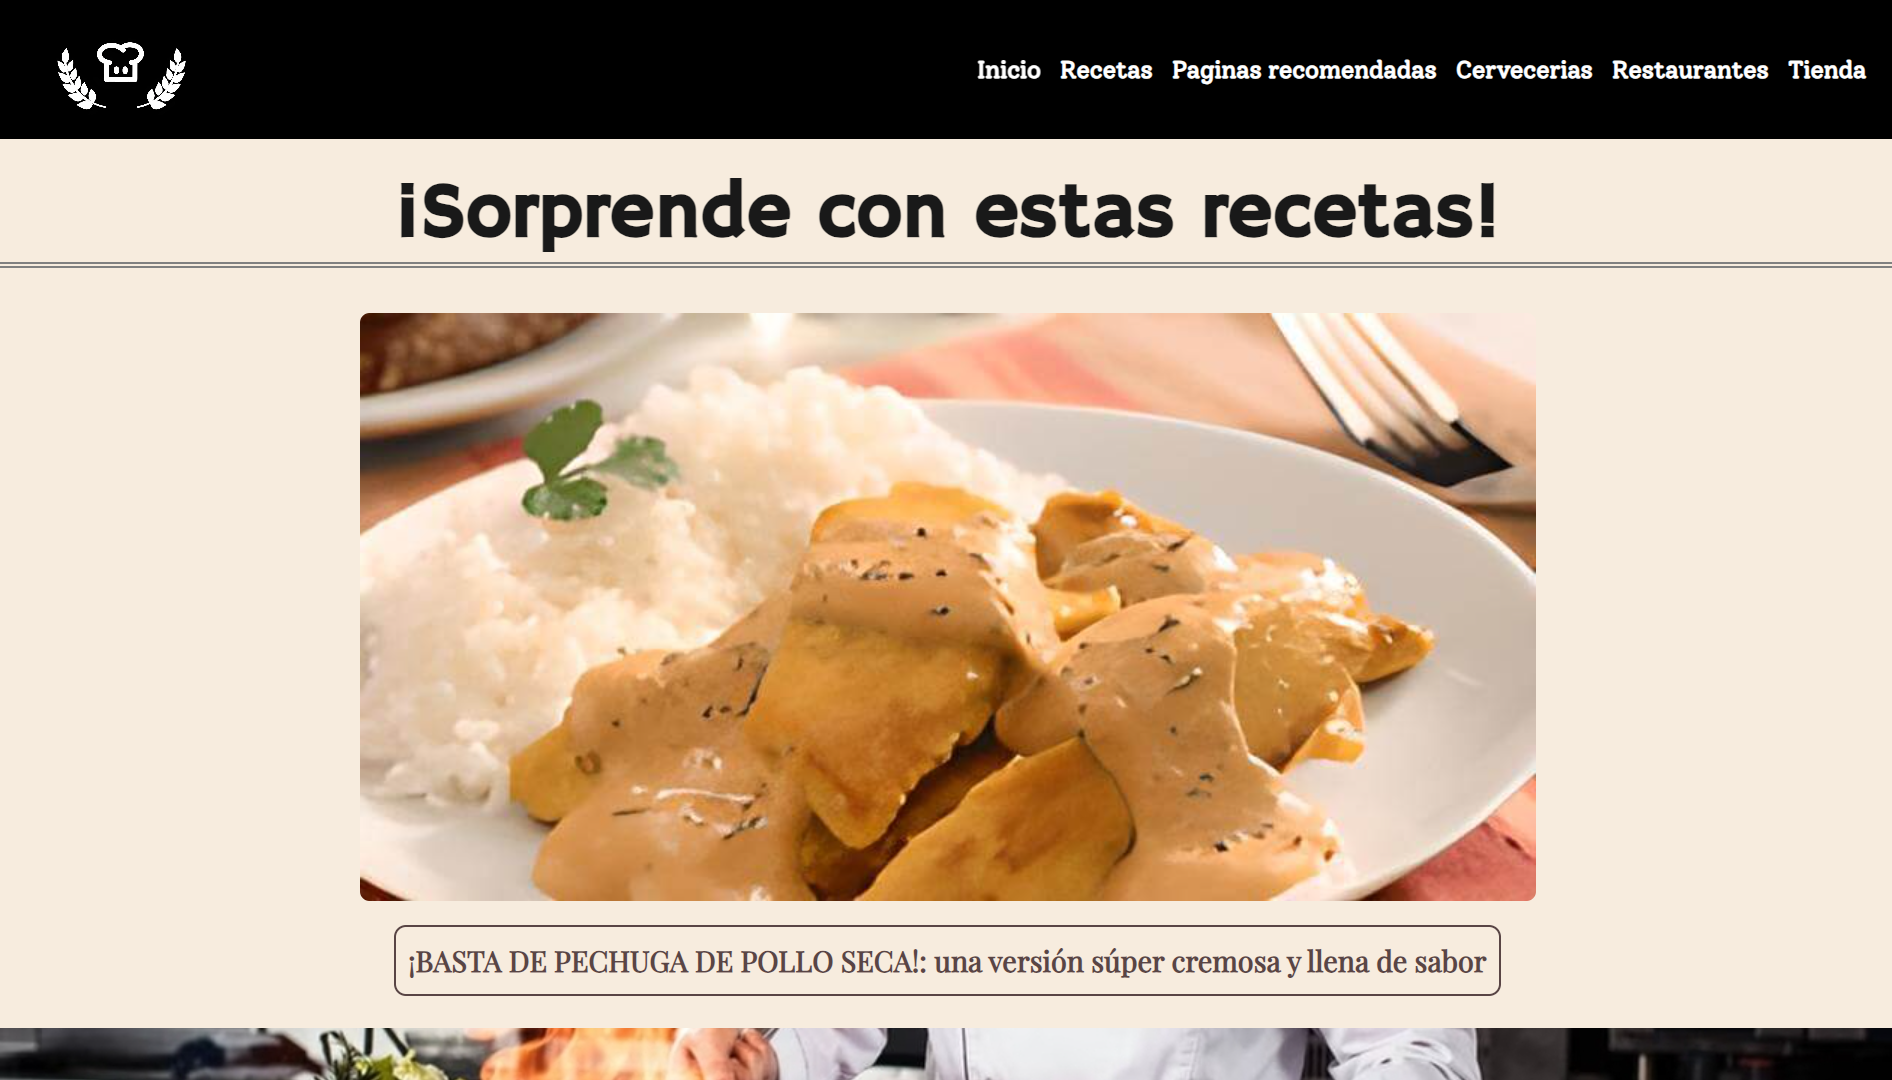 Inicio Recetas Paginas recomendadas Cervecerias Restaurantes Tienda
¡Sorprende con estas recetas!
¡BASTA DE PECHUGA DE POLLO SECA!: una versión súper cremosa y llena de sabor